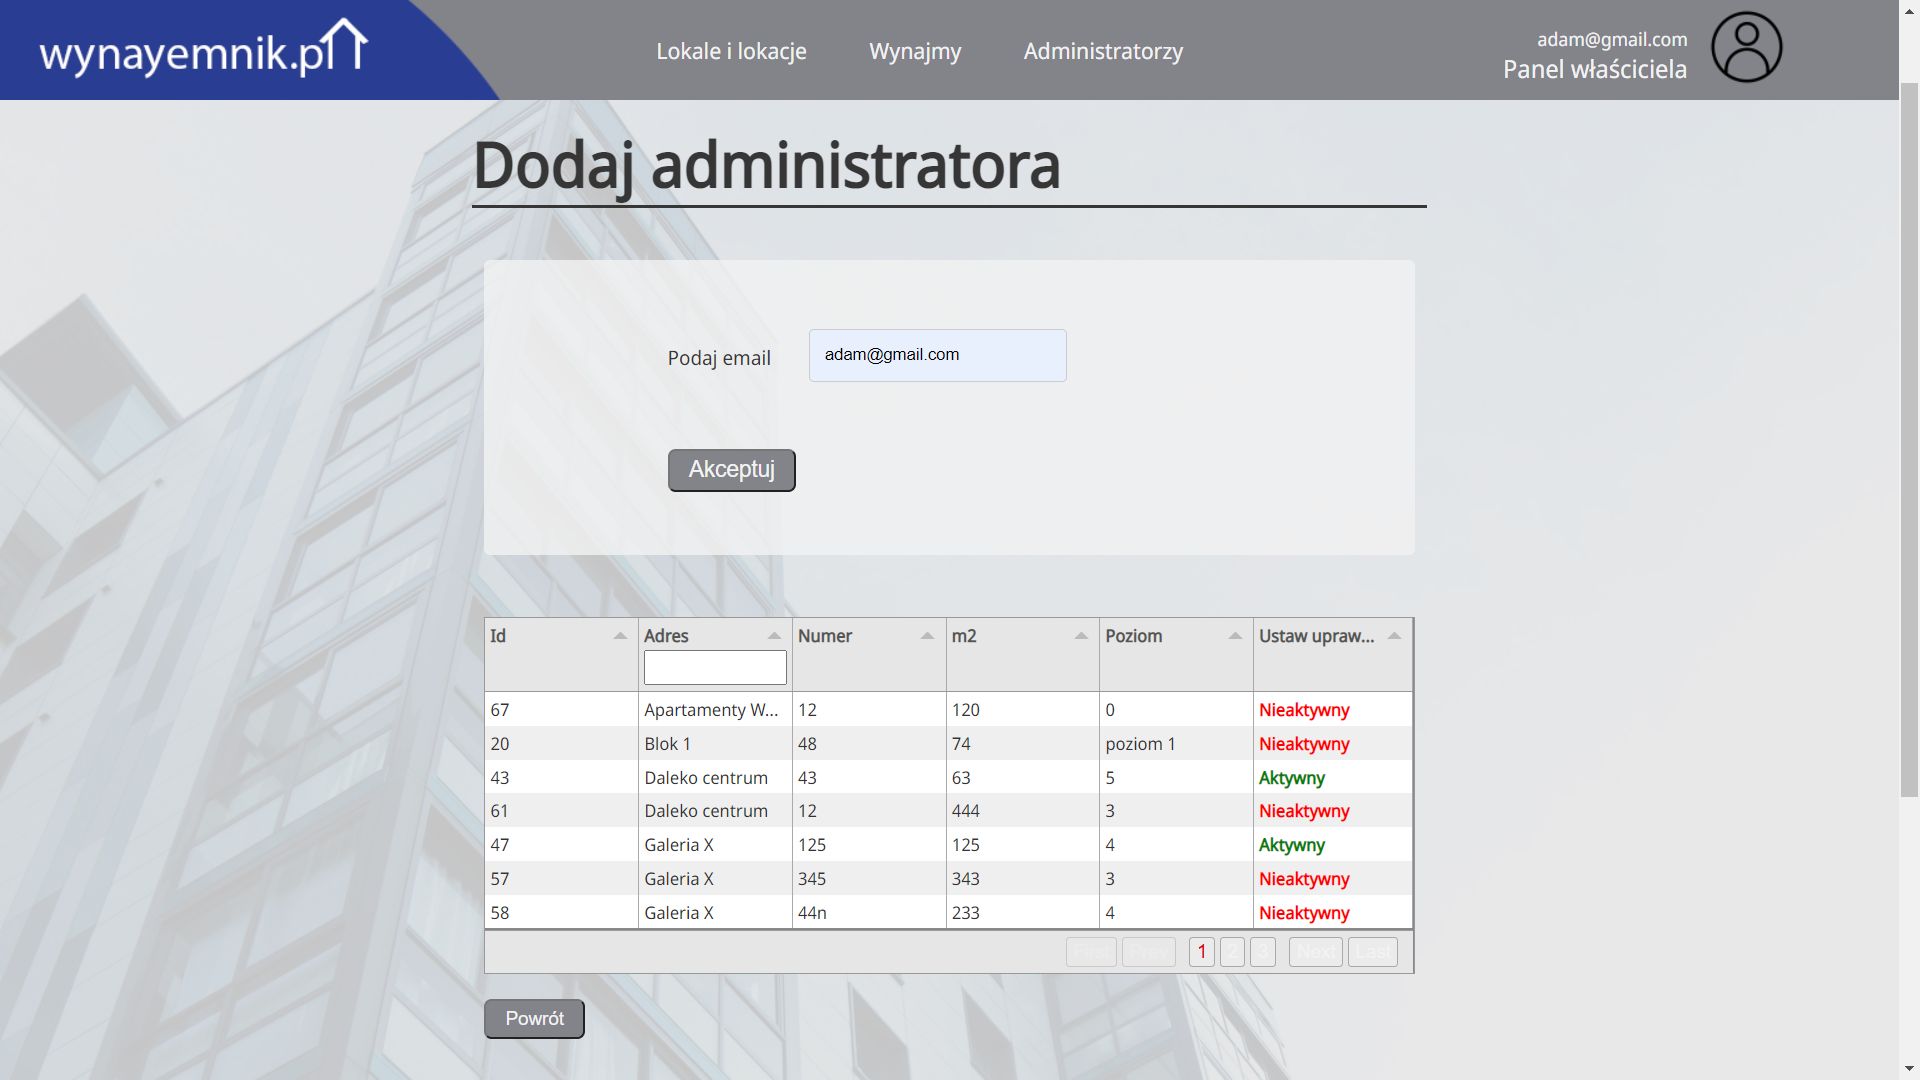 wynayemnik.pl
Lokale i lokacje
Wynajmy
Administratorzy
adam@gmail.com
Panel właściciela
Dodaj administratora
Podaj email
adam@gmail.com
Akceptuj
Id Adres Numer m2 Poziom Ustaw upraw...
67 Apartamenty W... 12 120 0 Nieaktywny
20 Blok 1 48 74 poziom 1 Nieaktywny
43 Daleko centrum 43 63 5 Aktywny
61 Daleko centrum 12 444 3 Nieaktywny
47 Galeria X 125 125 4 Aktywny
57 Galeria X 345 343 3 Nieaktywny
58 Galeria X 44n 233 4 Nieaktywny
First Prev 1 2 3 Next Last
Powrót